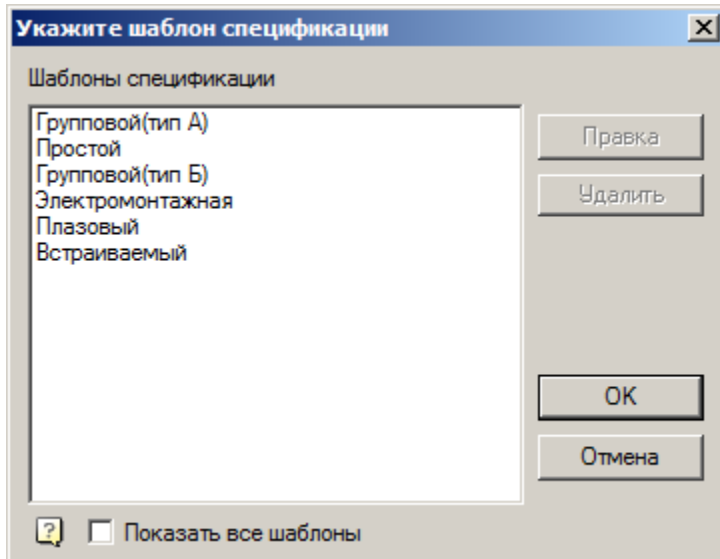 Укажите шаблон спецификации
Шаблоны спецификации
Групповой(тип А)
Простой
Групповой(тип Б)
Электромонтажная
Плазовый
Встраиваемый
Правка
Удалить
OK
Отмена
Показать все шаблоны